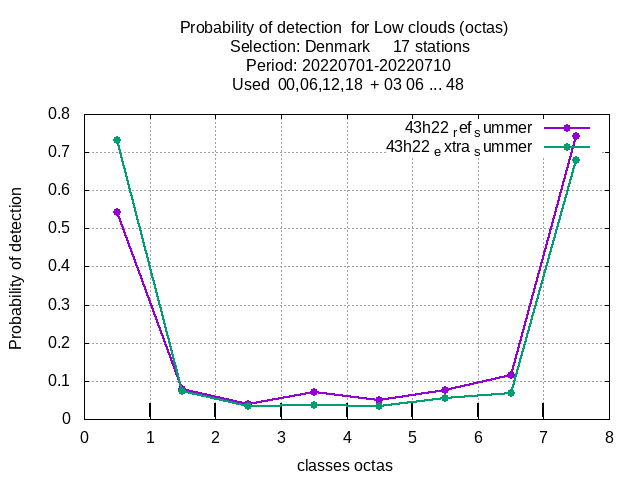 Probability of detection  for Low clouds (octas)
Selection: Denmark     17 stations
Period: 20220701-20220710
Used  00,06,12,18  + 03 06 ... 48
0.8
0.7
0.6
0.5
0.4
0.3
0.2
0.1
0
Probability of detection
43h22 ref summer
43h22 extra summer
0 1 2 3 4 5 6 7 8
classes octas